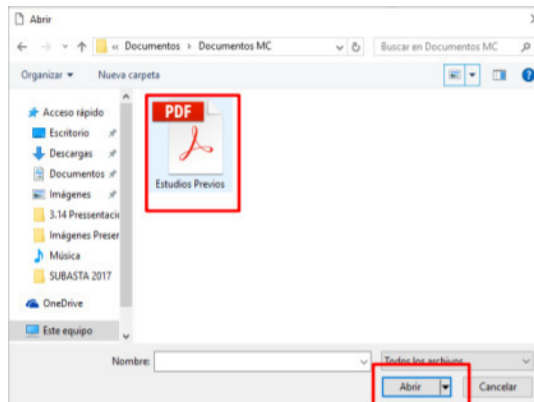 Abrir
« Documentos › Documentos MC
Buscar en Documentos MC
Organizar
Nueva carpeta
Acceso rápido
Escritorio
Descargas
Documentos
Imágenes
3.14 Pressentacii
Imágenes Preser
Música
SUBASTA 2017
OneDrive
Este equipo
PDF
Estudios Previos
Nombre:
Todos los archivos
Abrir
Cancelar